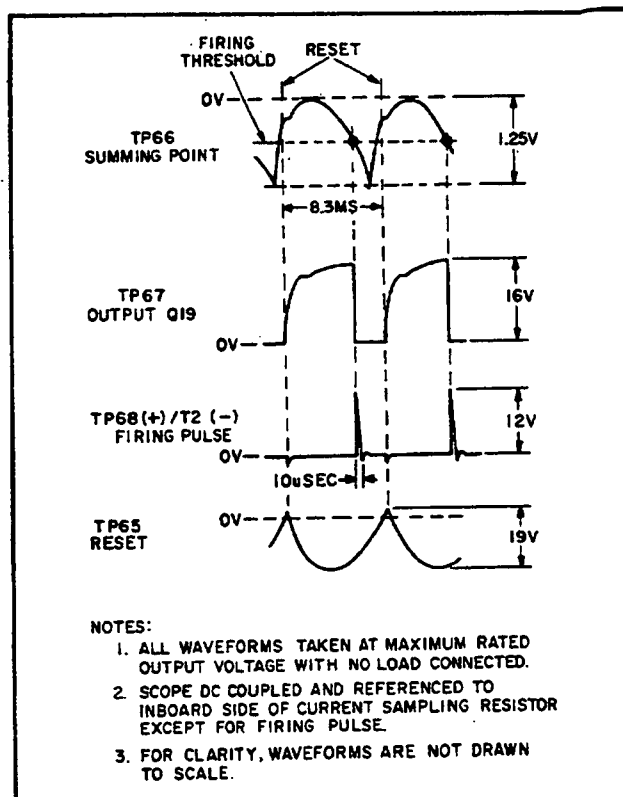 FIRING
THRESHOLD
RESET
0V
TP66
SUMMING POINT
1.25V
8.3MS
TP67
OUTPUT Q19
0V
16V
TP68(+)/T2 (-)
FIRING PULSE
0V
12V
10uSEC
TP65
RESET
0V
19V
NOTES:
1. ALL WAVEFORMS TAKEN AT MAXIMUM RATED
OUTPUT VOLTAGE WITH NO LOAD CONNECTED.
2. SCOPE DC COUPLED AND REFERENCED TO
INBOARD SIDE OF CURRENT SAMPLING RESISTOR
EXCEPT FOR FIRING PULSE.
3. FOR CLARITY, WAVEFORMS ARE NOT DRAWN
TO SCALE.